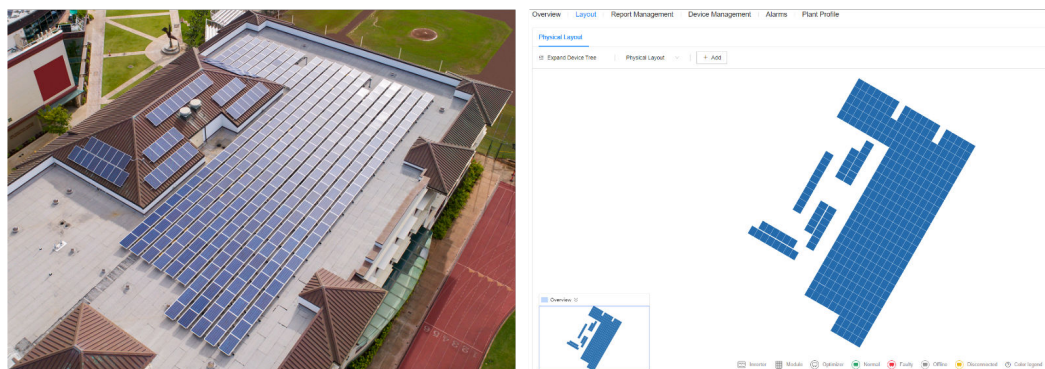 Overview Layout Report Management Device Management Alarms Plant Profile
Physical Layout
Expand Device Tree Physical Layout + Add
Overview
Inverter Module Optimizer Normal Faulty Offline Disconnected Color legend